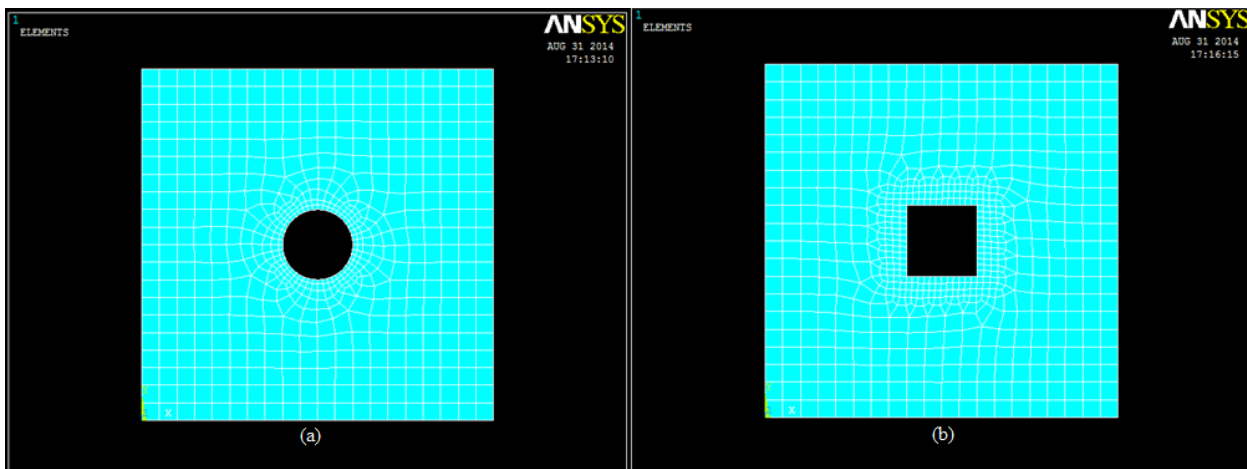 1
ELEMENTS
ANSYS
AUG 31 2014
17:13:10
X
(a)
1
ELEMENTS
ANSYS
AUG 31 2014
17:16:15
X
(b)